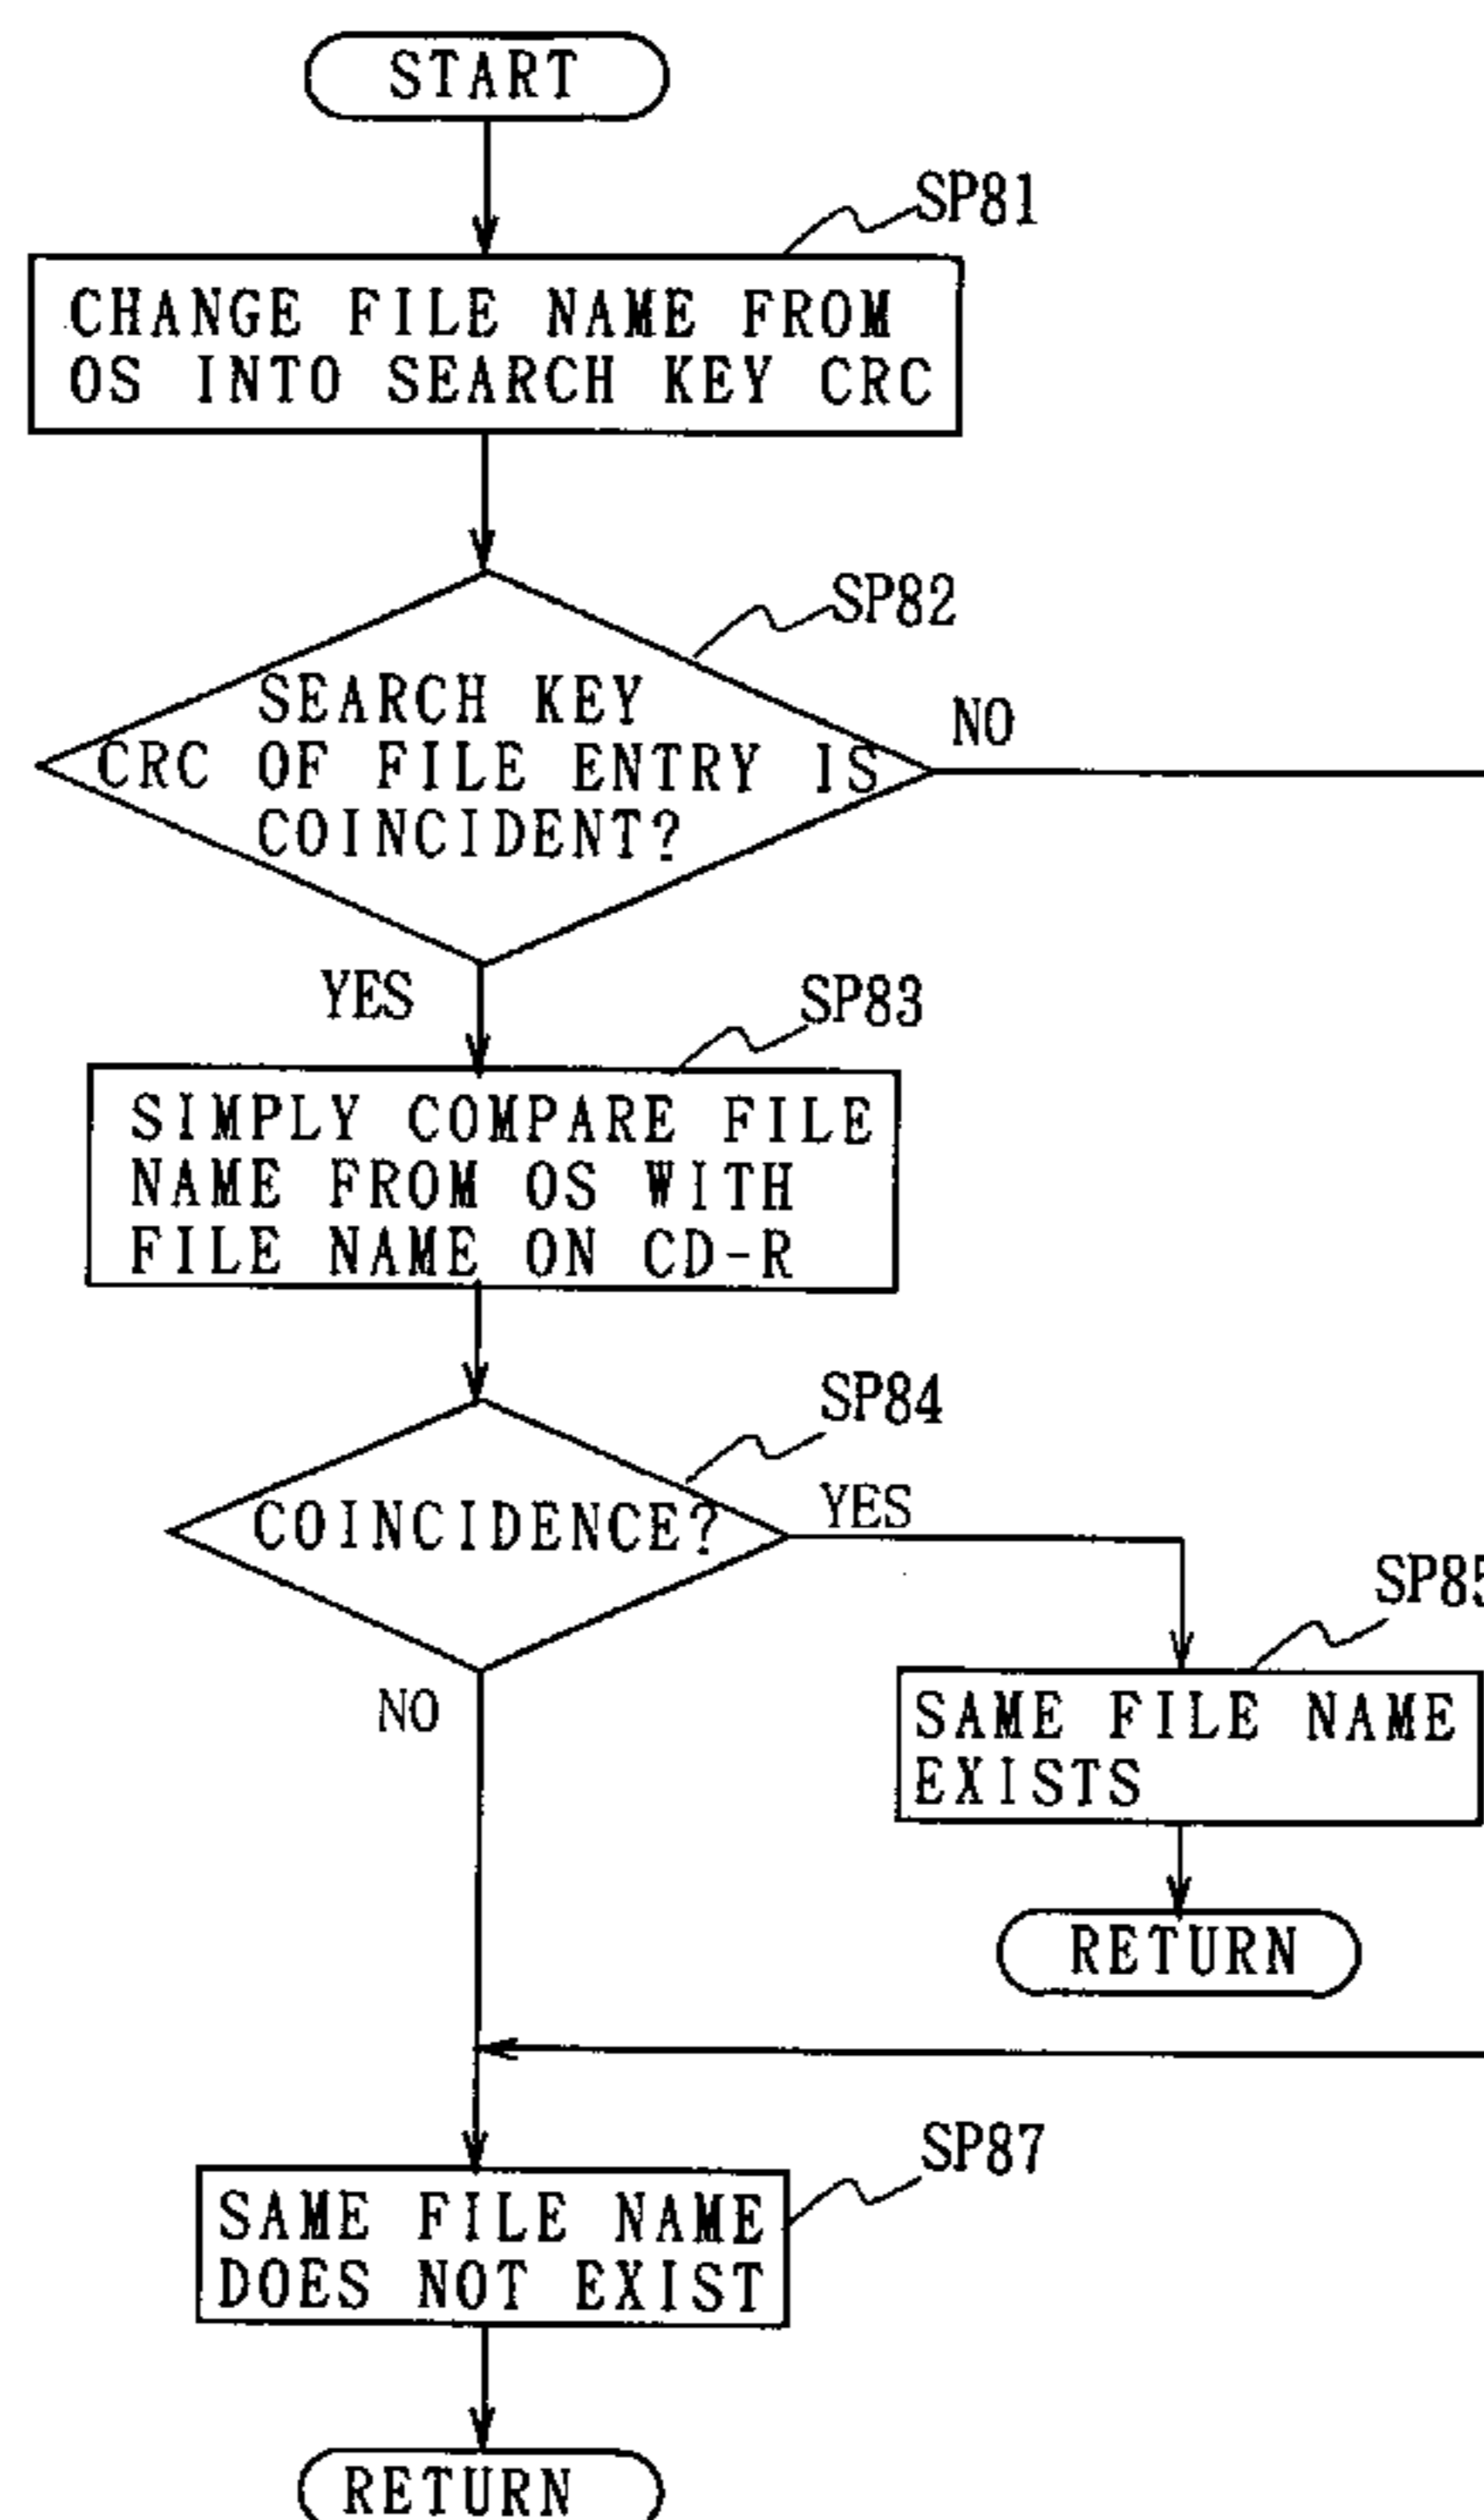 START
SP81
CHANGE FILE NAME FROM
OS INTO SEARCH KEY CRC
SP82
SEARCH KEY
CRC OF FILE ENTRY IS
COINCIDENT?
NO
YES
SP83
SIMPLY COMPARE FILE
NAME FROM OS WITH
FILE NAME ON CD-R
SP84
COINCIDENCE?
YES
SP85
NO
SAME FILE NAME
EXISTS
RETURN
SP87
SAME FILE NAME
DOES NOT EXIST
RETURN